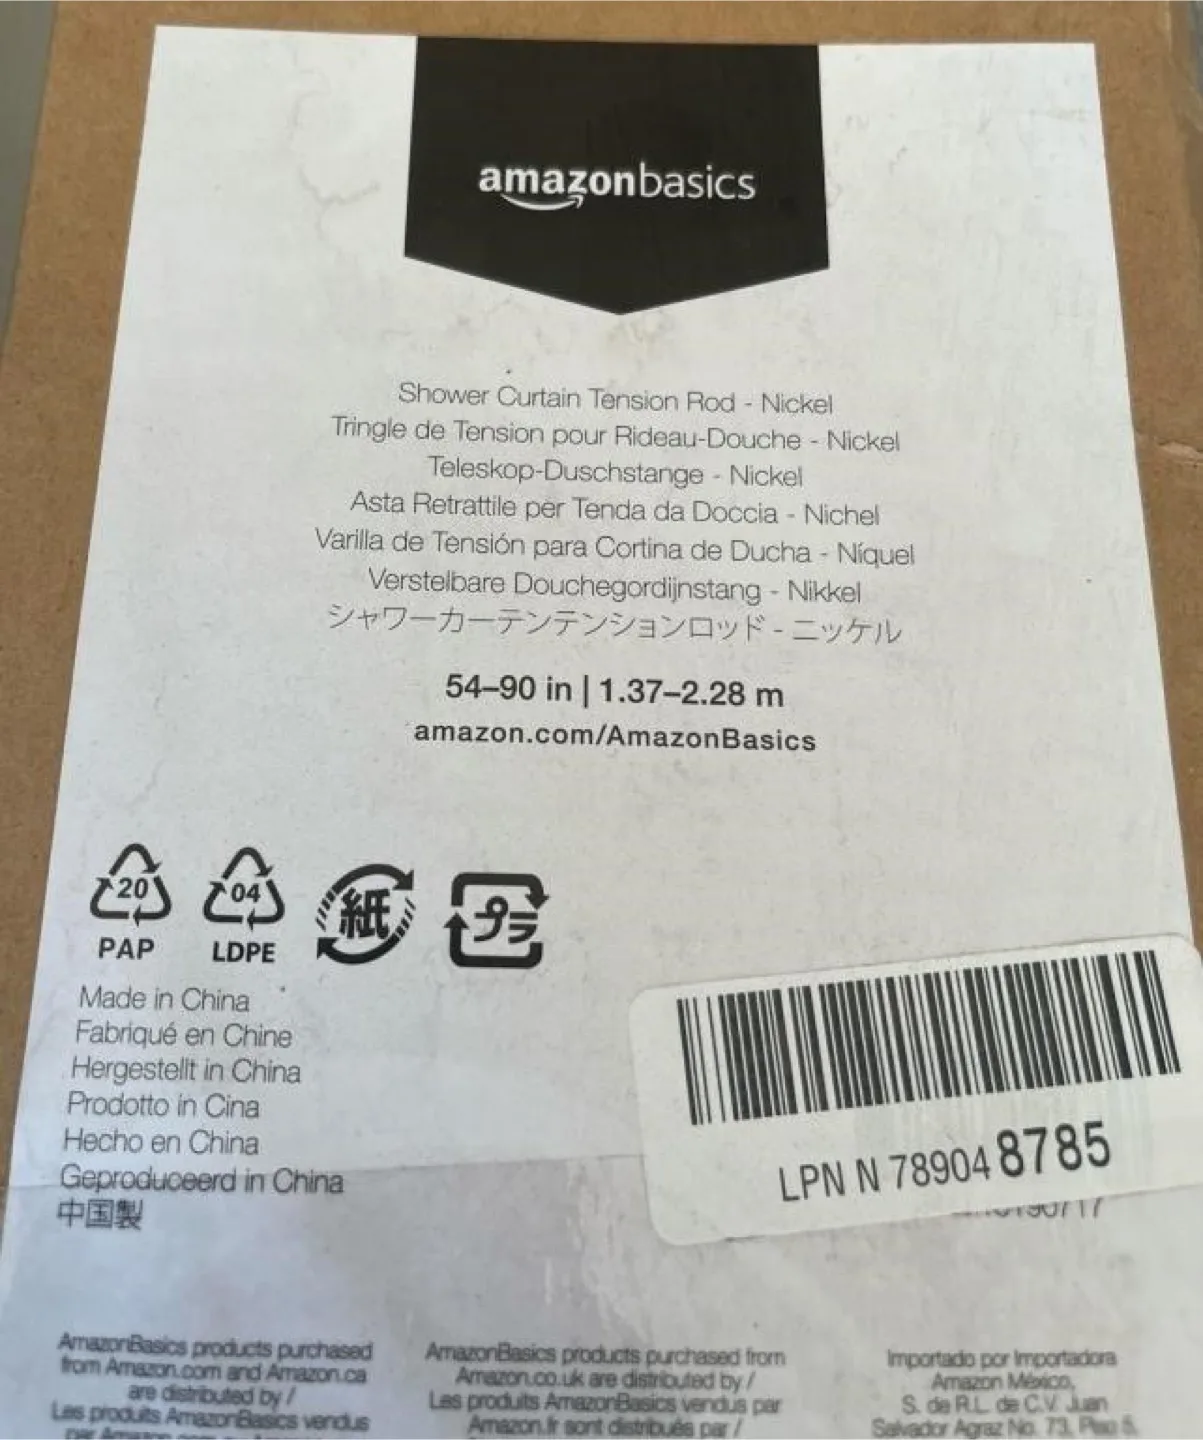 amazonbasics
Shower Curtain Tension Rod - Nickel
Tringle de Tension pour Rideau-Douche - Nickel
Teleskop-Duschstange - Nickel
Asta Retrattile per Tenda da Doccia - Nichel
Varilla de Tensión para Cortina de Ducha - Níquel
Verstelbare Douchegordijnstang - Nikkel
シャワーカーテンテンションロッド - ニッケル
54–90 in | 1.37–2.28 m
amazon.com/AmazonBasics
20 04 紙 プラ
PAP LDPE
Made in China
Fabriqué en Chine
Hergestellt in China
Prodotto in Cina
Hecho en China
Geproduceerd in China
中国製
LPN N 789048785
AmazonBasics products purchased
from Amazon.com and Amazon.ca
are distributed by /
Les produits AmazonBasics vendus
AmazonBasics products purchased from
Amazon.co.uk are distributed by /
Les produits AmazonBasics vendus par
Amazon.fr sont distribués par /
Importado por Importadora
Amazon México,
S. de R.L. de C.V. Juan
Salvador Agraz No. 73, Piso 6,